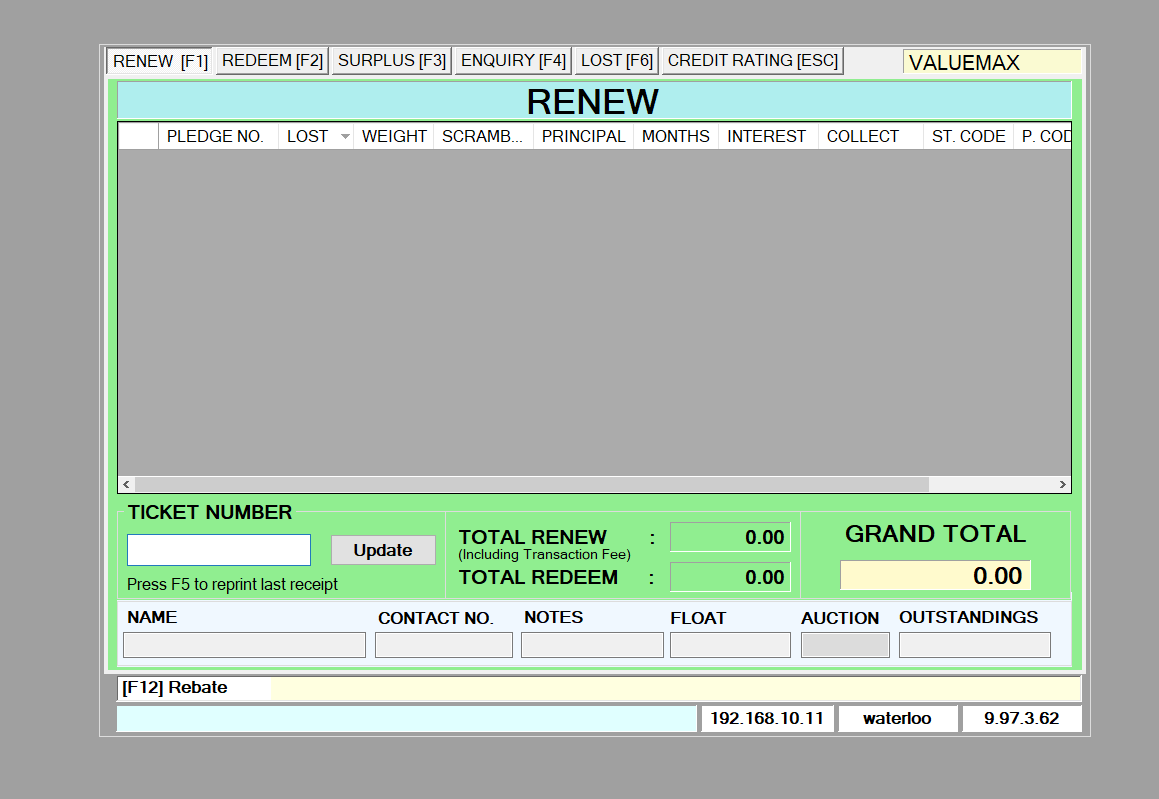 RENEW [F1] REDEEM [F2] SURPLUS [F3] ENQUIRY [F4] LOST [F6] CREDIT RATING [ESC] VALUEMAX
RENEW
PLEDGE NO. LOST WEIGHT SCRAMB... PRINCIPAL MONTHS INTEREST COLLECT ST. CODE P. COD
TICKET NUMBER
Update
Press F5 to reprint last receipt
TOTAL RENEW : 0.00
(Including Transaction Fee)
TOTAL REDEEM : 0.00
GRAND TOTAL
0.00
NAME CONTACT NO. NOTES FLOAT AUCTION OUTSTANDINGS
[F12] Rebate
192.168.10.11 waterloo 9.97.3.62